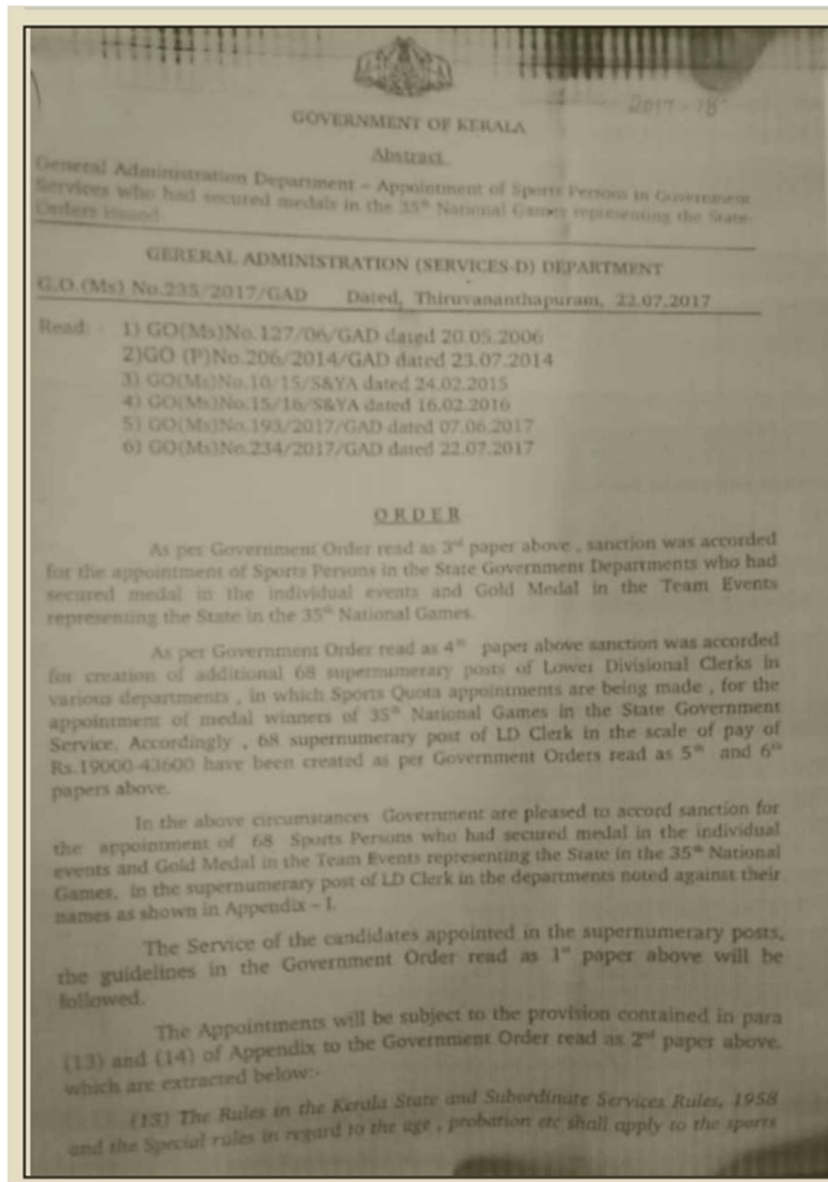 2017-18
GOVERNMENT OF KERALA
Abstract
General Administration Department – Appointment of Sports Persons in Government
Services who had secured medals in the 35th National Games representing the State-
Orders issued
GERERAL ADMINISTRATION (SERVICES-D) DEPARTMENT
G.O.(Ms) No.235/2017/GAD Dated, Thiruvananthapuram, 22.07.2017
Read: - 1) GO(Ms)No.127/06/GAD dated 20.05.2006
2)GO (P)No.206/2014/GAD dated 23.07.2014
3) GO(Ms)No.10/15/S&YA dated 24.02.2015
4) GO(Ms)No.15/16/S&YA dated 16.02.2016
5) GO(Ms)No.193/2017/GAD dated 07.06.2017
6) GO(Ms)No.234/2017/GAD dated 22.07.2017
ORDER
As per Government Order read as 3rd paper above , sanction was accorded
for the appointment of Sports Persons in the State Government Departments who had
secured medal in the individual events and Gold Medal in the Team Events
representing the State in the 35th National Games.
As per Government Order read as 4th paper above sanction was accorded
for creation of additional 68 supernumerary posts of Lower Divisional Clerks in
various departments , in which Sports Quota appointments are being made , for the
appointment of medal winners of 35th National Games in the State Government
Service, Accordingly , 68 supernumerary post of LD Clerk in the scale of pay of
Rs.19000-43600 have been created as per Government Orders read as 5th and 6th
papers above.
In the above circumstances Government are pleased to accord sanction for
the appointment of 68 Sports Persons who had secured medal in the individual
events and Gold Medal in the Team Events representing the State in the 35th National
Games, in the supernumerary post of LD Clerk in the departments noted against their
names as shown in Appendix – I.
The Service of the candidates appointed in the supernumerary posts,
the guidelines in the Government Order read as 1st paper above will be
followed.
The Appointments will be subject to the provision contained in para
(13) and (14) of Appendix to the Government Order read as 2nd paper above,
which are extracted below:-
(13) The Rules in the Kerala State and Subordinate Services Rules, 1958
and the Special rules in regard to the age , probation etc shall apply to the sports